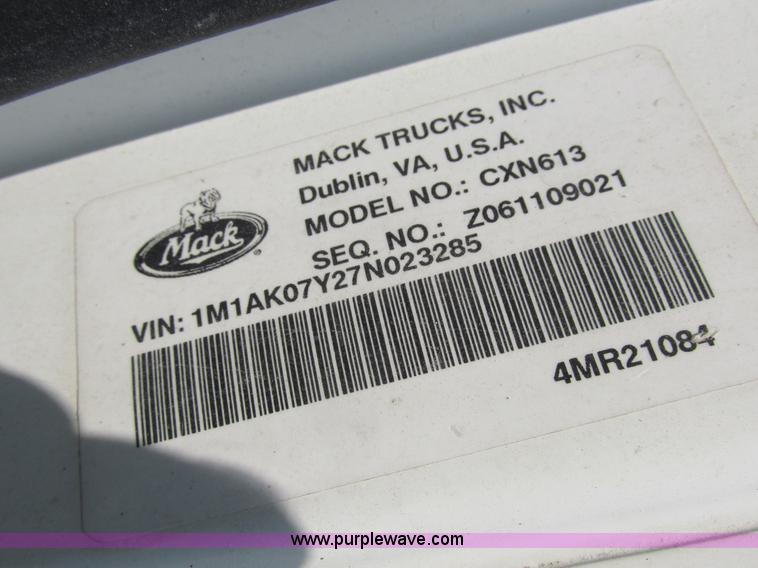 MACK TRUCKS, INC.
Dublin, VA, U.S.A.
MODEL NO.: CXN613
SEQ. NO.: Z061109021
Mack
VIN: 1M1AK07Y27N023285
4MR21084
www.purplewave.com